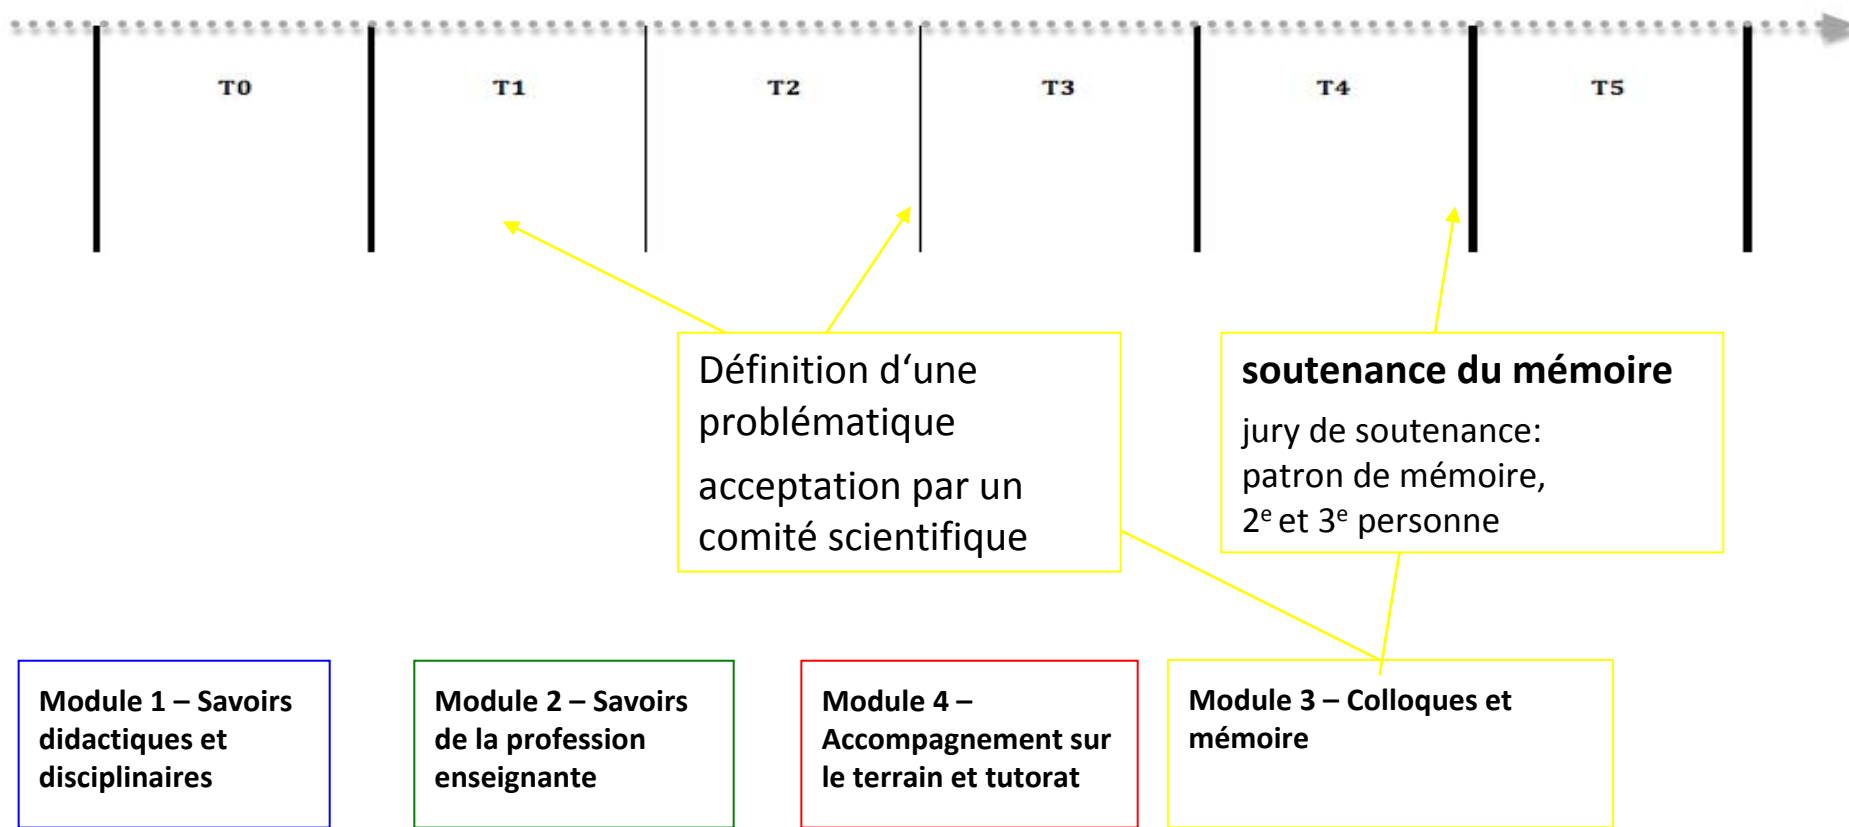 T0
T1
T2
T3
T4
T5
Définition d‘une
problématique
acceptation par un
comité scientifique
soutenance du mémoire
jury de soutenance:
patron de mémoire,
2e et 3e personne
Module 1 – Savoirs
didactiques et
disciplinaires
Module 2 – Savoirs
de la profession
enseignante
Module 4 –
Accompagnement sur
le terrain et tutorat
Module 3 – Colloques et
mémoire